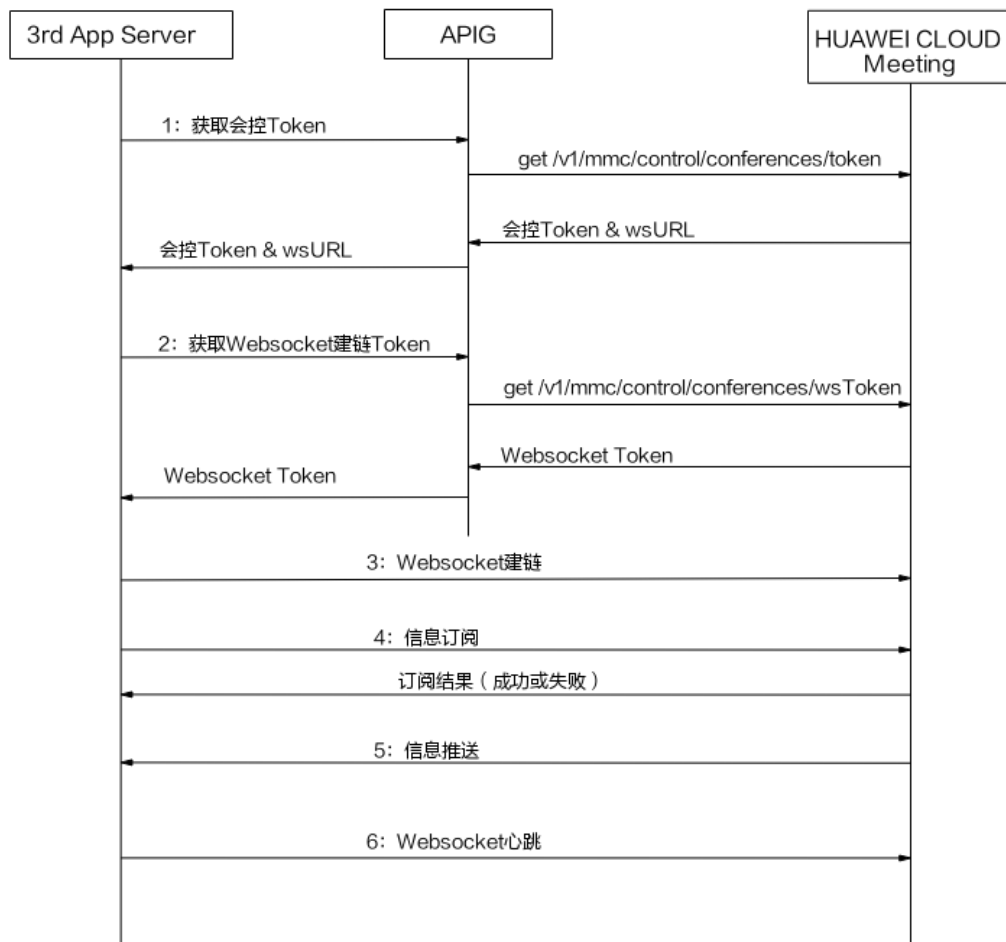 3rd App Server
APIG
HUAWEI CLOUD
Meeting
1：获取会控Token
get /v1/mmc/control/conferences/token
会控Token & wsURL
会控Token & wsURL
2：获取Websocket建链Token
get /v1/mmc/control/conferences/wsToken
Websocket Token
Websocket Token
3：Websocket建链
4：信息订阅
订阅结果（成功或失败）
5：信息推送
6：Websocket心跳